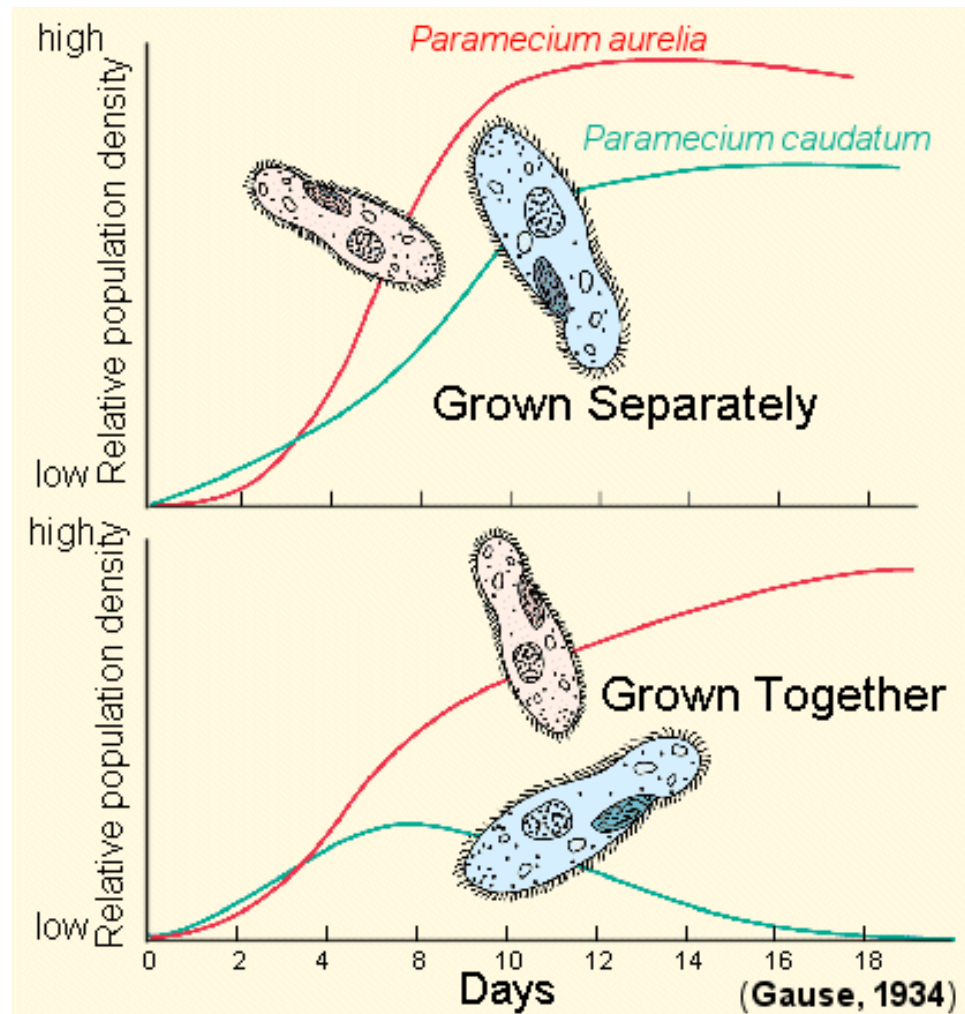 high
Paramecium aurelia
Paramecium caudatum
Relative population density
Grown Separately
low
high
Relative population density
Grown Together
low
0 2 4 6 8 10 12 14 16 18
Days
(Gause, 1934)